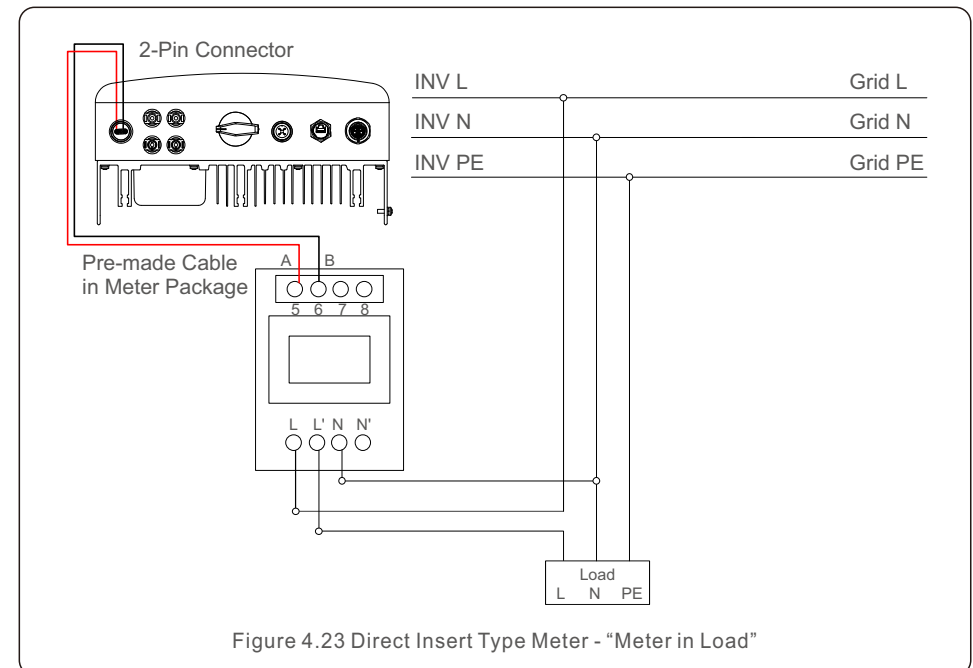 2-Pin Connector
INV L Grid L
INV N Grid N
INV PE Grid PE
Pre-made Cable
in Meter Package
A B
5 6 7 8
L L' N N'
Load
L N PE
Figure 4.23 Direct Insert Type Meter - “Meter in Load”